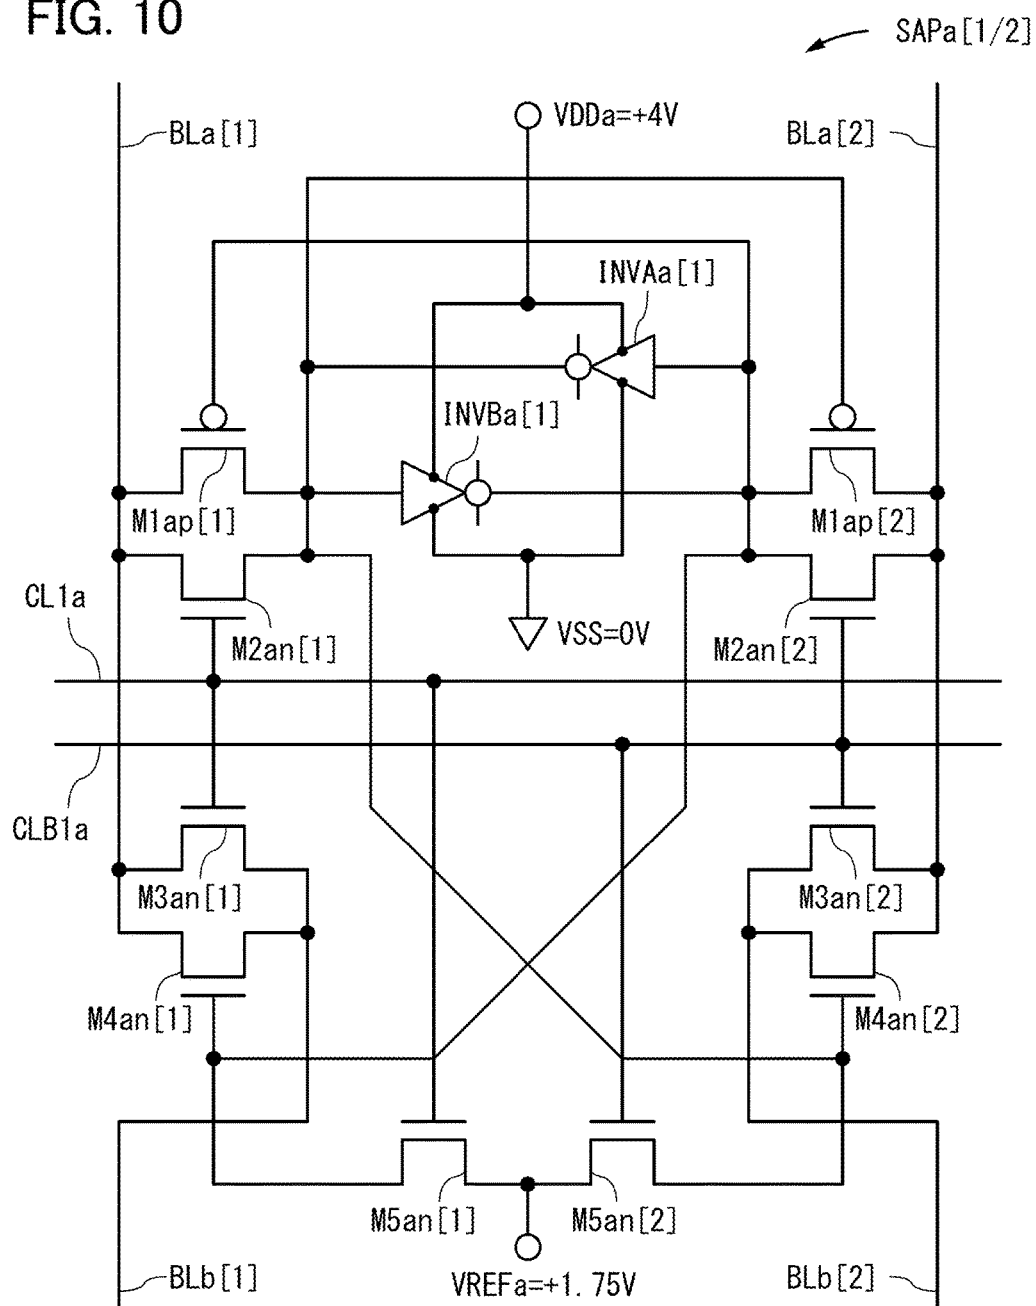 FIG. 10
SAPa[1/2]
BLa[1]
VDDa=+4V
BLa[2]
INVAa[1]
INVBa[1]
M1ap[1]
M1ap[2]
CL1a
M2an[1]
VSS=0V
M2an[2]
CLB1a
M3an[1]
M3an[2]
M4an[1]
M4an[2]
M5an[1]
M5an[2]
BLb[1]
VREFa=+1.75V
BLb[2]